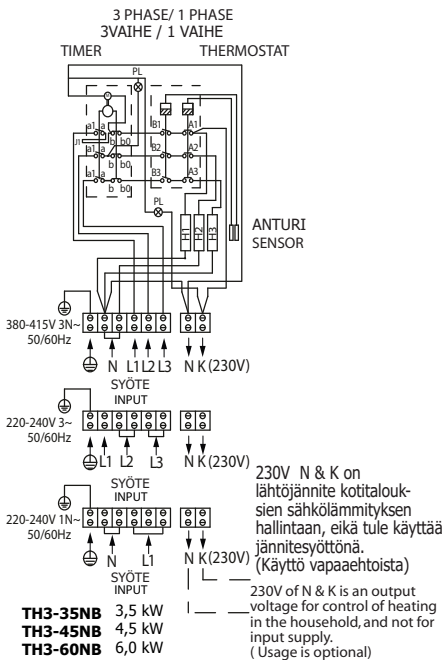 3 PHASE/ 1 PHASE
3VAIHE / 1 VAIHE
TIMER THERMOSTAT
PL
M
a1 a b b0 B1 A1
J1
a1 a b b0 B2 A2
a1 a b b0 B3 A3
PL
H1 H2 H3
ANTURI
SENSOR
380-415V 3N~
50/60Hz
N L1 L2 L3 N K (230V)
SYÖTE
INPUT
220-240V 3~
50/60Hz
L1 L2 L3 N K (230V)
SYÖTE
INPUT
220-240V 1N~
50/60Hz
N L1 N K (230V)
SYÖTE
INPUT
230V N & K on
lähtöjännite kotitalouk-
sien sähkölämmityksen
hallintaan, eikä tule käyttää
jännitesyöttönä.
(Käyttö vapaaehtoista)
230V of N & K is an output
voltage for control of heating
in the household, and not for
input supply.
( Usage is optional)
TH3-35NB 3,5 kW
TH3-45NB 4,5 kW
TH3-60NB 6,0 kW